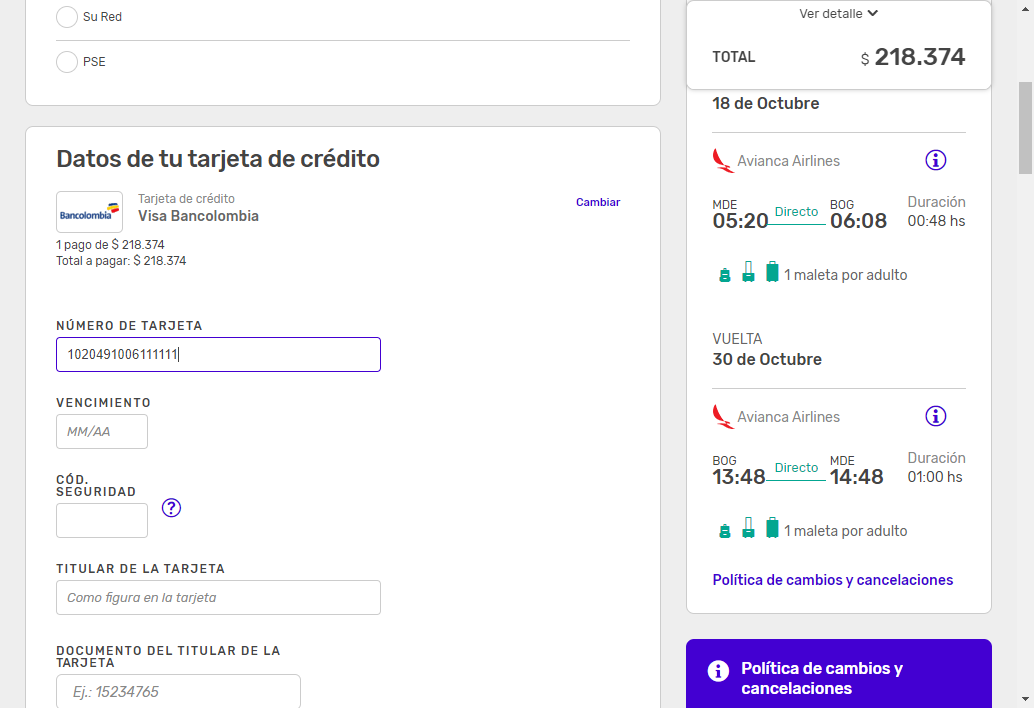 Su Red
PSE
Datos de tu tarjeta de crédito
Bancolombia
Tarjeta de crédito
Visa Bancolombia
Cambiar
1 pago de $ 218.374
Total a pagar: $ 218.374
NÚMERO DE TARJETA
1020491006111111
VENCIMIENTO
MM/AA
CÓD.
SEGURIDAD
?
TITULAR DE LA TARJETA
Como figura en la tarjeta
DOCUMENTO DEL TITULAR DE LA
TARJETA
Ej.: 15234765
Ver detalle
TOTAL $ 218.374
18 de Octubre
Avianca Airlines
MDE
05:20
Directo
BOG
06:08
Duración
00:48 hs
1 maleta por adulto
VUELTA
30 de Octubre
Avianca Airlines
BOG
13:48
Directo
MDE
14:48
Duración
01:00 hs
1 maleta por adulto
Política de cambios y cancelaciones
Política de cambios y
cancelaciones